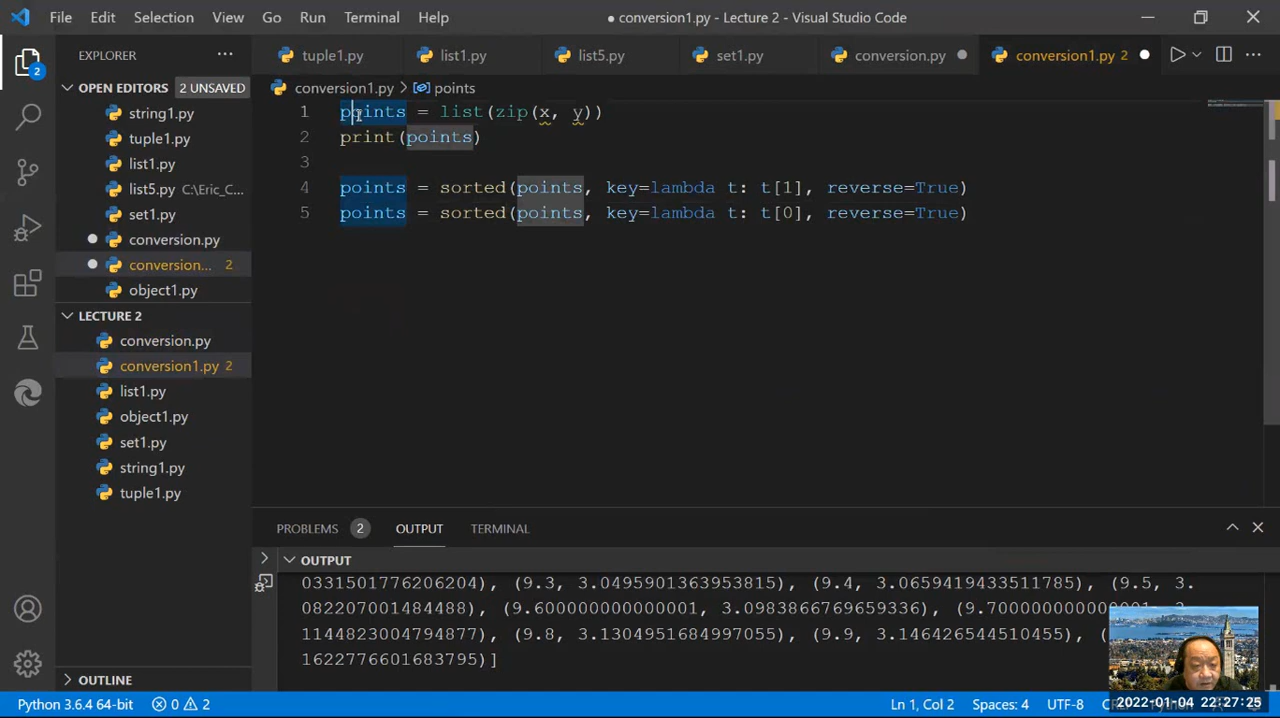 File Edit Selection View Go Run Terminal Help
● conversion1.py - Lecture 2 - Visual Studio Code
EXPLORER ...
tuple1.py list1.py list5.py set1.py conversion.py ● conversion1.py 2 ●
OPEN EDITORS 2 UNSAVED
conversion1.py > points
string1.py
tuple1.py
list1.py
list5.py C:\Eric_C...
set1.py
conversion.py
conversion... 2
object1.py
LECTURE 2
conversion.py
conversion1.py 2
list1.py
object1.py
set1.py
string1.py
tuple1.py
OUTLINE
2
1 points = list(zip(x, y))
2 print(points)
3
4 points = sorted(points, key=lambda t: t[1], reverse=True)
5 points = sorted(points, key=lambda t: t[0], reverse=True)
PROBLEMS 2 OUTPUT TERMINAL
OUTPUT
03315017762062​04), (9.3, 3.0495901363953815), (9.4, 3.0659419433511785), (9.5, 3.
082207001484488), (9.600000000000001, 3.0983866769659336), (9.700000000000001
11448230047​94877), (9.8, 3.1304951684997055), (9.9, 3.146426544510455), (
16227766016​83795)]
Python 3.6.4 64-bit 0 2 Ln 1, Col 2 Spaces: 4 UTF-8
2022-01-04 22:27:25